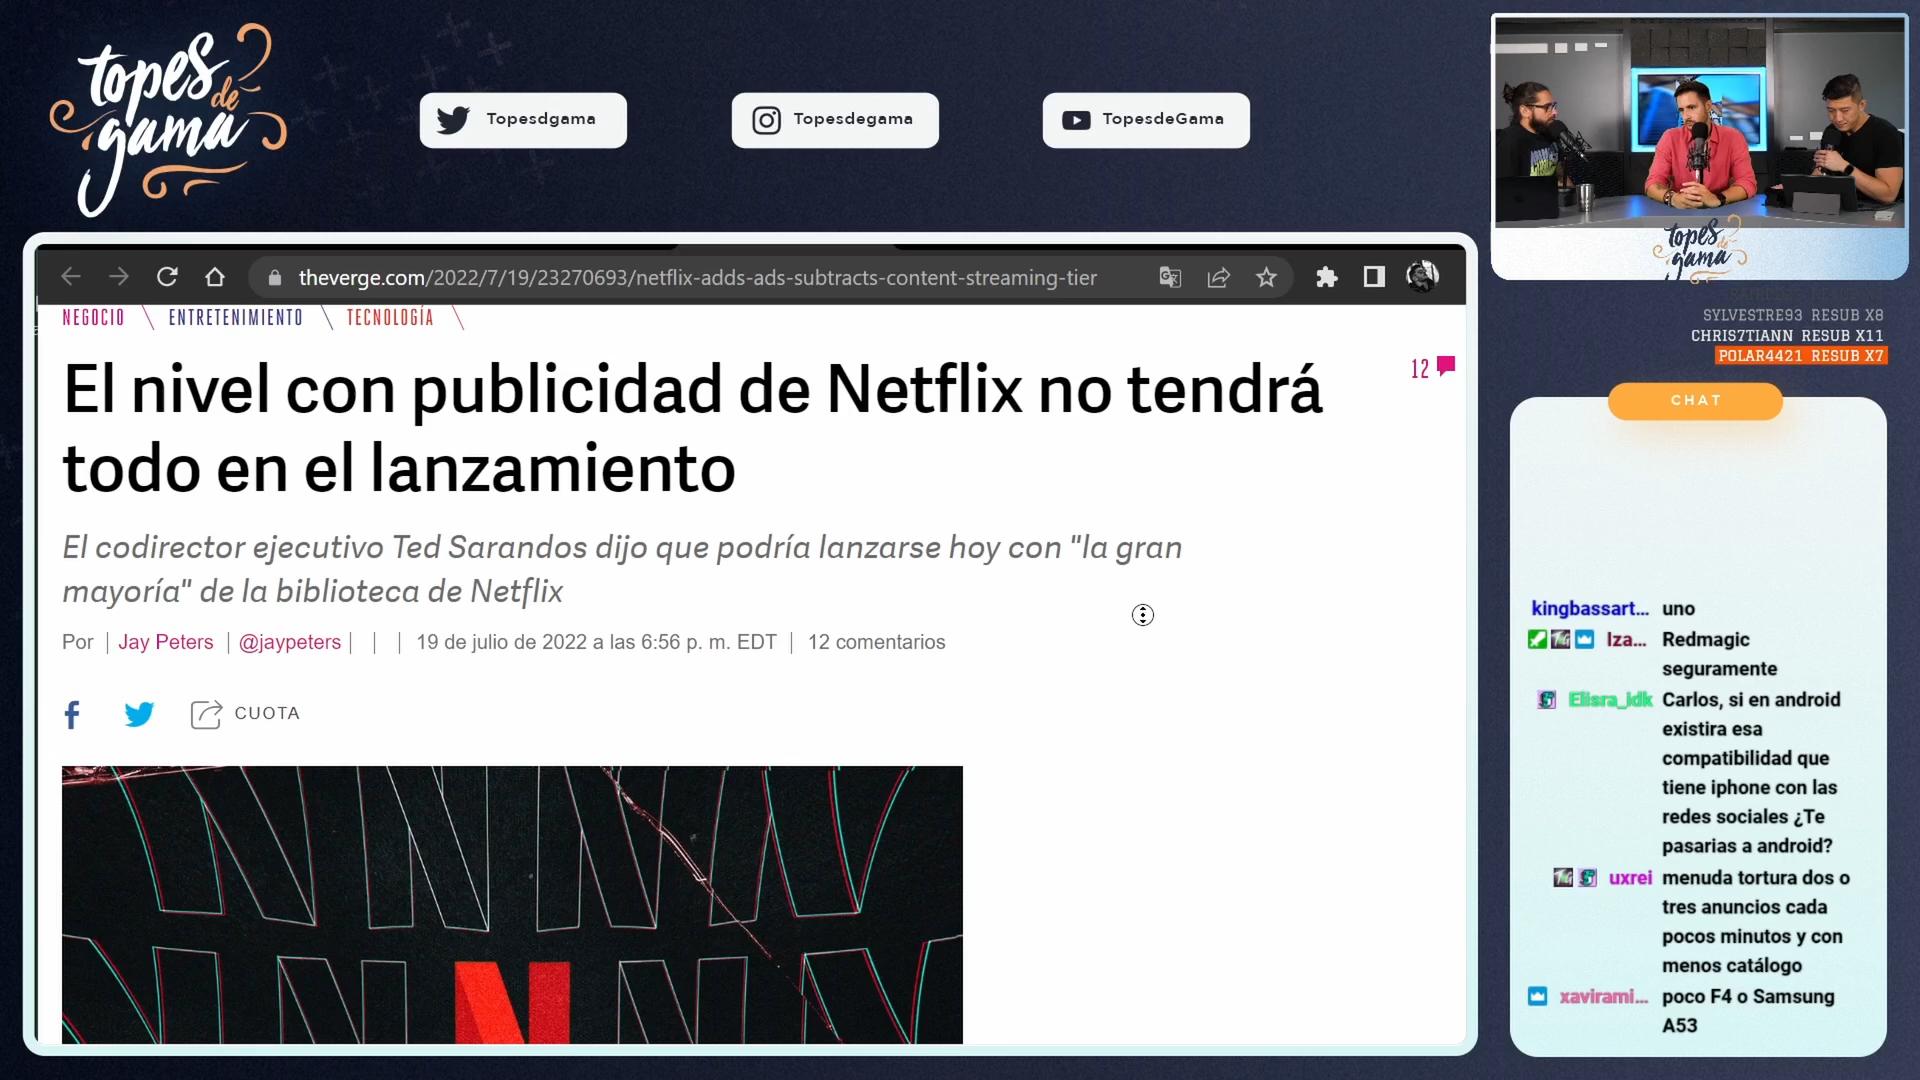 topes
de
gama
Topesdgama
Topesdegama
TopesdeGama
topes
de
gama
SYLVESTRE93 RESUB X8
CHRIS7TIANN RESUB X11
POLAR4421 RESUB X7
theverge.com/2022/7/19/23270693/netflix-adds-ads-subtracts-content-streaming-tier
NEGOCIO
ENTRETENIMIENTO
TECNOLOGÍA
El nivel con publicidad de Netflix no tendrá
todo en el lanzamiento
12
El codirector ejecutivo Ted Sarandos dijo que podría lanzarse hoy con "la gran
mayoría" de la biblioteca de Netflix
Por | Jay Peters | @jaypeters | | | 19 de julio de 2022 a las 6:56 p. m. EDT | 12 comentarios
CUOTA
N
CHAT
kingbassart... uno
Iza... Redmagic
seguramente
Elisra_idk Carlos, si en android
existira esa
compatibilidad que
tiene iphone con las
redes sociales ¿Te
pasarias a android?
uxrei menuda tortura dos o
tres anuncios cada
pocos minutos y con
menos catálogo
xavirami... poco F4 o Samsung
A53